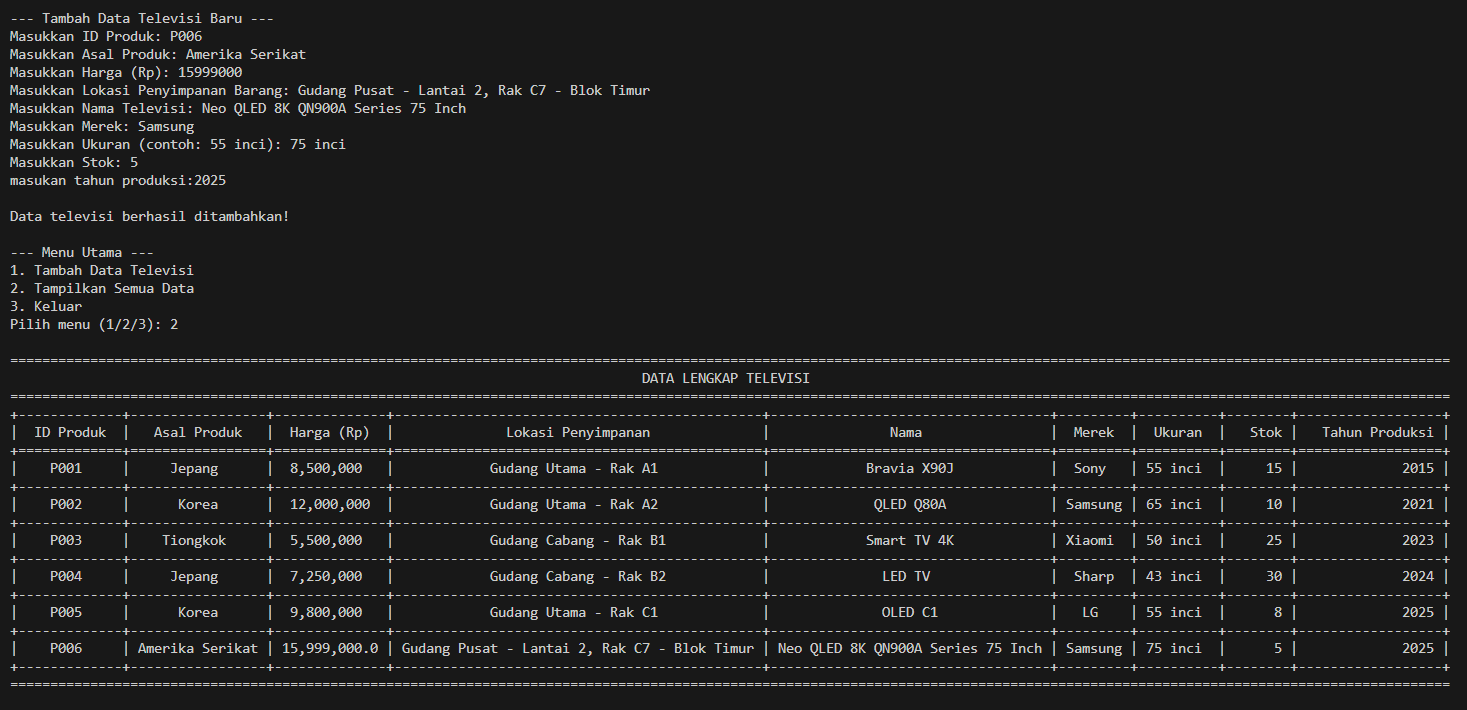 --- Tambah Data Televisi Baru ---
Masukkan ID Produk: P006
Masukkan Asal Produk: Amerika Serikat
Masukkan Harga (Rp): 15999000
Masukkan Lokasi Penyimpanan Barang: Gudang Pusat - Lantai 2, Rak C7 - Blok Timur
Masukkan Nama Televisi: Neo QLED 8K QN900A Series 75 Inch
Masukkan Merek: Samsung
Masukkan Ukuran (contoh: 55 inci): 75 inci
Masukkan Stok: 5
masukan tahun produksi:2025
Data televisi berhasil ditambahkan!
--- Menu Utama ---
1. Tambah Data Televisi
2. Tampilkan Semua Data
3. Keluar
Pilih menu (1/2/3): 2
DATA LENGKAP TELEVISI
| ID Produk | Asal Produk | Harga (Rp) | Lokasi Penyimpanan | Nama | Merek | Ukuran | Stok | Tahun Produksi |
| P001 | Jepang | 8,500,000 | Gudang Utama - Rak A1 | Bravia X90J | Sony | 55 inci | 15 | 2015 |
| P002 | Korea | 12,000,000 | Gudang Utama - Rak A2 | QLED Q80A | Samsung | 65 inci | 10 | 2021 |
| P003 | Tiongkok | 5,500,000 | Gudang Cabang - Rak B1 | Smart TV 4K | Xiaomi | 50 inci | 25 | 2023 |
| P004 | Jepang | 7,250,000 | Gudang Cabang - Rak B2 | LED TV | Sharp | 43 inci | 30 | 2024 |
| P005 | Korea | 9,800,000 | Gudang Utama - Rak C1 | OLED C1 | LG | 55 inci | 8 | 2025 |
| P006 | Amerika Serikat | 15,999,000.0 | Gudang Pusat - Lantai 2, Rak C7 - Blok Timur | Neo QLED 8K QN900A Series 75 Inch | Samsung | 75 inci | 5 | 2025 |